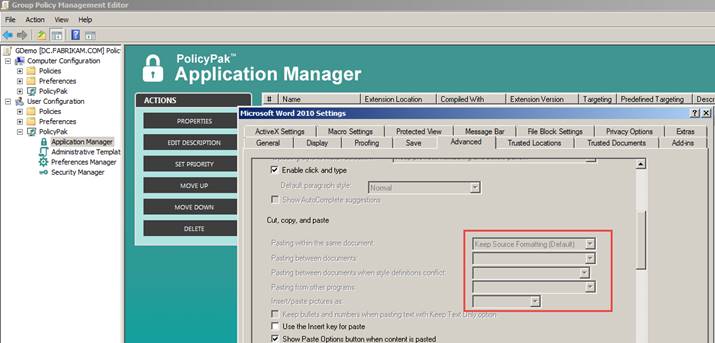 Group Policy Management Editor
File Action View Help
GDemo [DC.FABRIKAM.COM] Polic
Computer Configuration
Policies
Preferences
PolicyPak
User Configuration
Policies
Preferences
PolicyPak
Application Manager
Administrative Templat
Preferences Manager
Security Manager
PolicyPak™
Application Manager
ACTIONS
PROPERTIES
EDIT DESCRIPTION
SET PRIORITY
MOVE UP
MOVE DOWN
DELETE
# Name Extension Location Compiled With Extension Version Targeting Predefined Targeting Descr
Microsoft Word 2010 Settings
ActiveX Settings Macro Settings Protected View Message Bar File Block Settings Privacy Options Extras
General Display Proofing Save Advanced Trusted Locations Trusted Documents Add-ins
Enable click and type
Default paragraph style: Normal
Show AutoComplete suggestions
Cut, copy, and paste
Pasting within the same document: Keep Source Formatting (Default)
Pasting between documents:
Pasting between documents when style definitions conflict:
Pasting from other programs:
Insert/paste pictures as:
Keep bullets and numbers when pasting text with Keep Text Only option
Use the Insert key for paste
Show Paste Options button when content is pasted